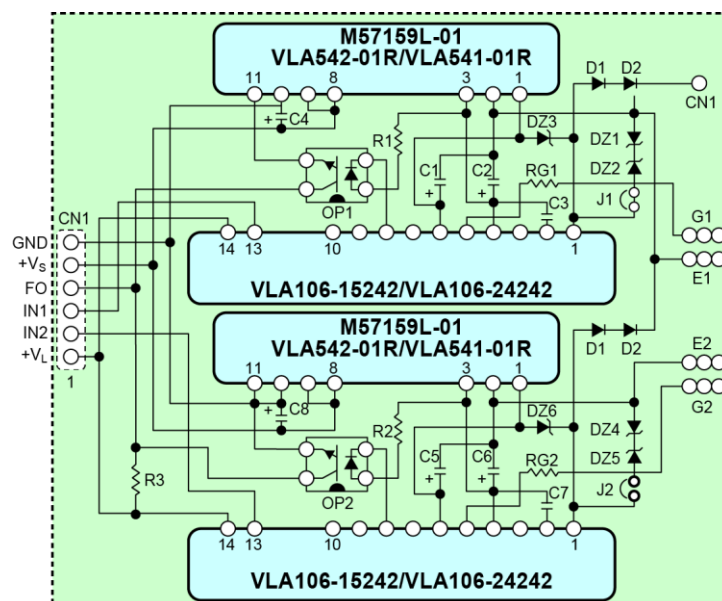 M57159L-01
VLA542-01R/VLA541-01R
11 8 3 1
D1 D2
CN1
C4
DZ3
R1
DZ1
C1 C2
DZ2
RG1
OP1
C3
J1
CN1
G1
GND
14 13 10 1
+VS
E1
FO
VLA106-15242/VLA106-24242
IN1
M57159L-01
IN2
D1 D2
VLA542-01R/VLA541-01R
E2
+VL
11 8 3 1
1
G2
C8
DZ6
R2
DZ4
C5 C6
DZ5
RG2
R3
OP2
C7
J2
14 13 10 1
VLA106-15242/VLA106-24242